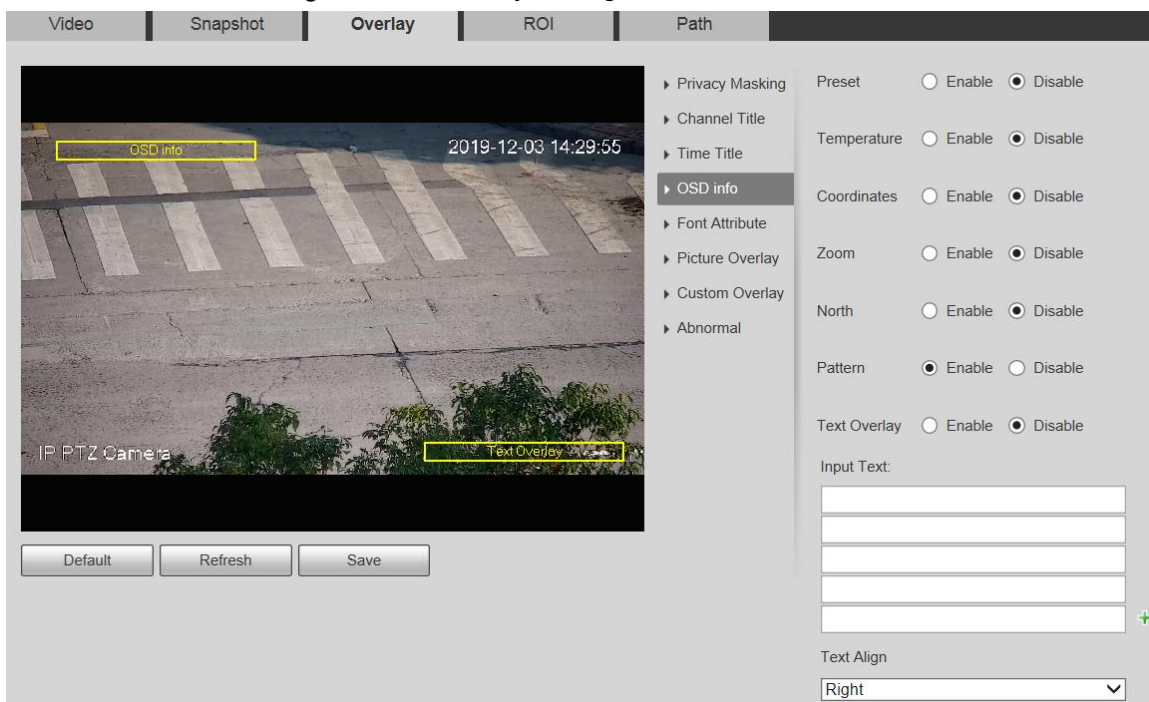 Video Snapshot Overlay ROI Path
OSD info
2019-12-03 14:29:55
IP PTZ Camera
Text Overlay
Default Refresh Save
Privacy Masking
Channel Title
Time Title
OSD info
Font Attribute
Picture Overlay
Custom Overlay
Abnormal
Preset Enable Disable
Temperature Enable Disable
Coordinates Enable Disable
Zoom Enable Disable
North Enable Disable
Pattern Enable Disable
Text Overlay Enable Disable
Input Text:
Text Align
Right